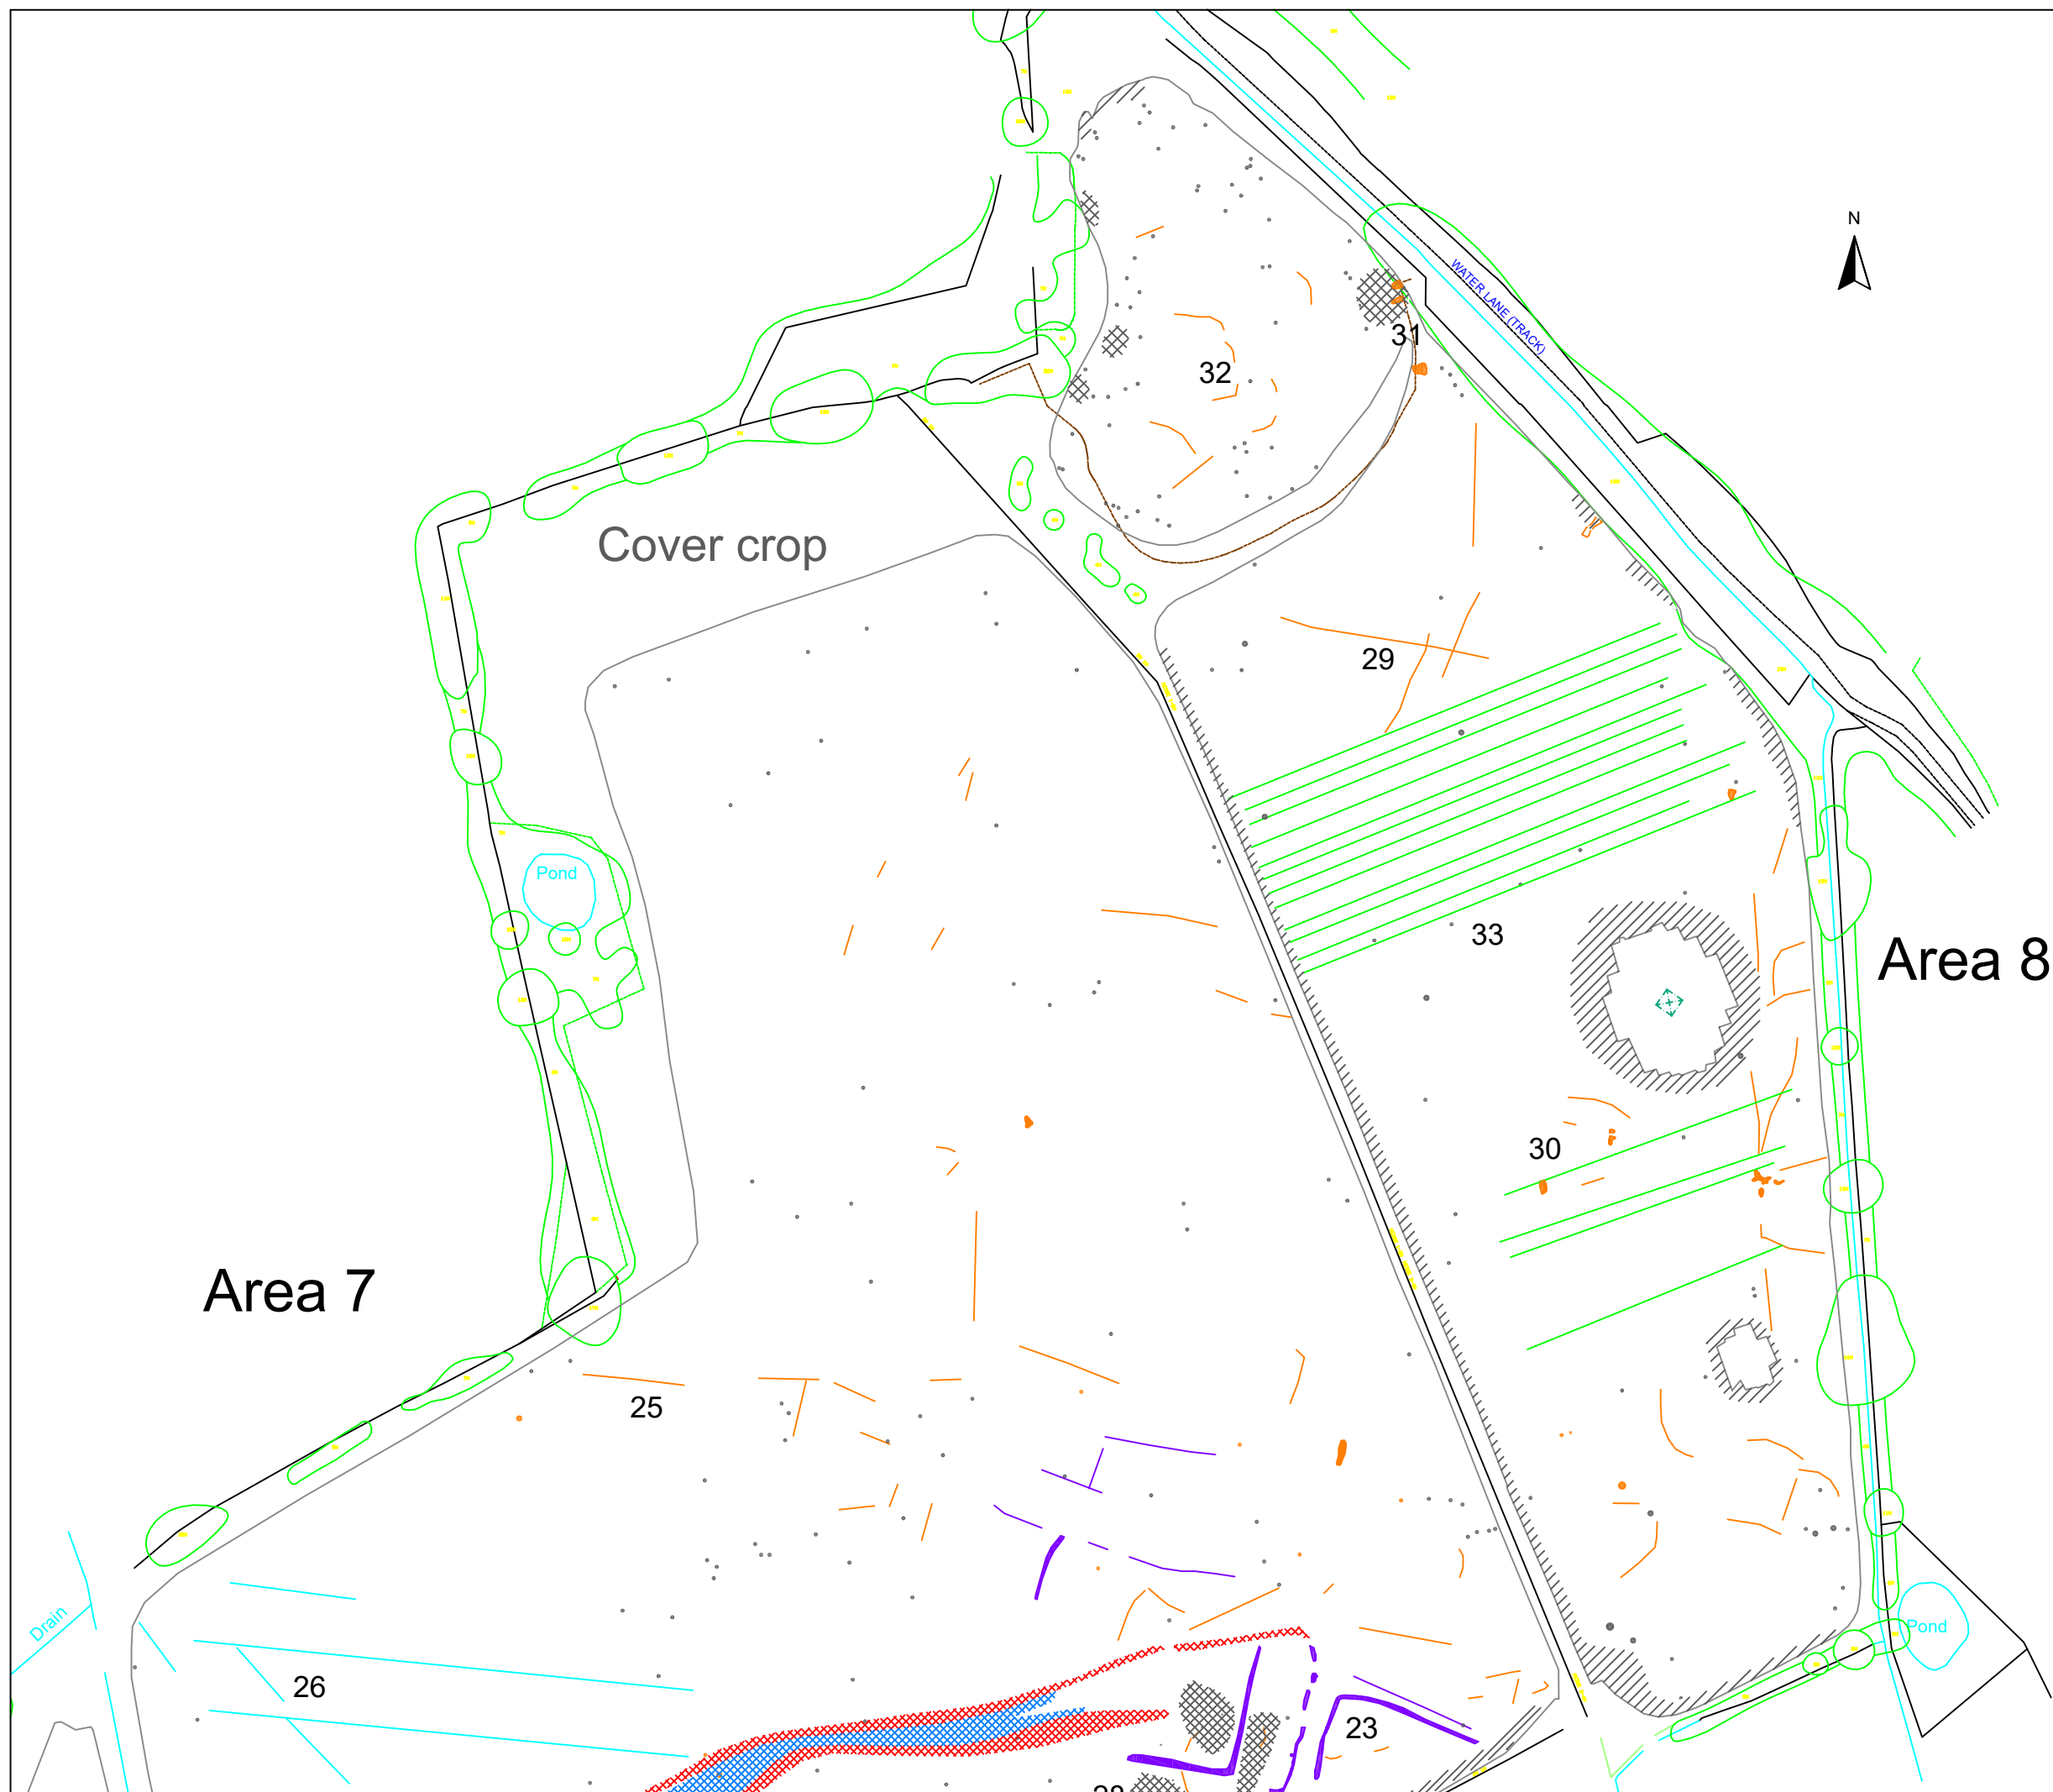 N
WATER LANE (TRACK)
31
32
Cover crop
29
Pond
33
Area 8
30
Area 7
25
Drain
Pond
26
23
28